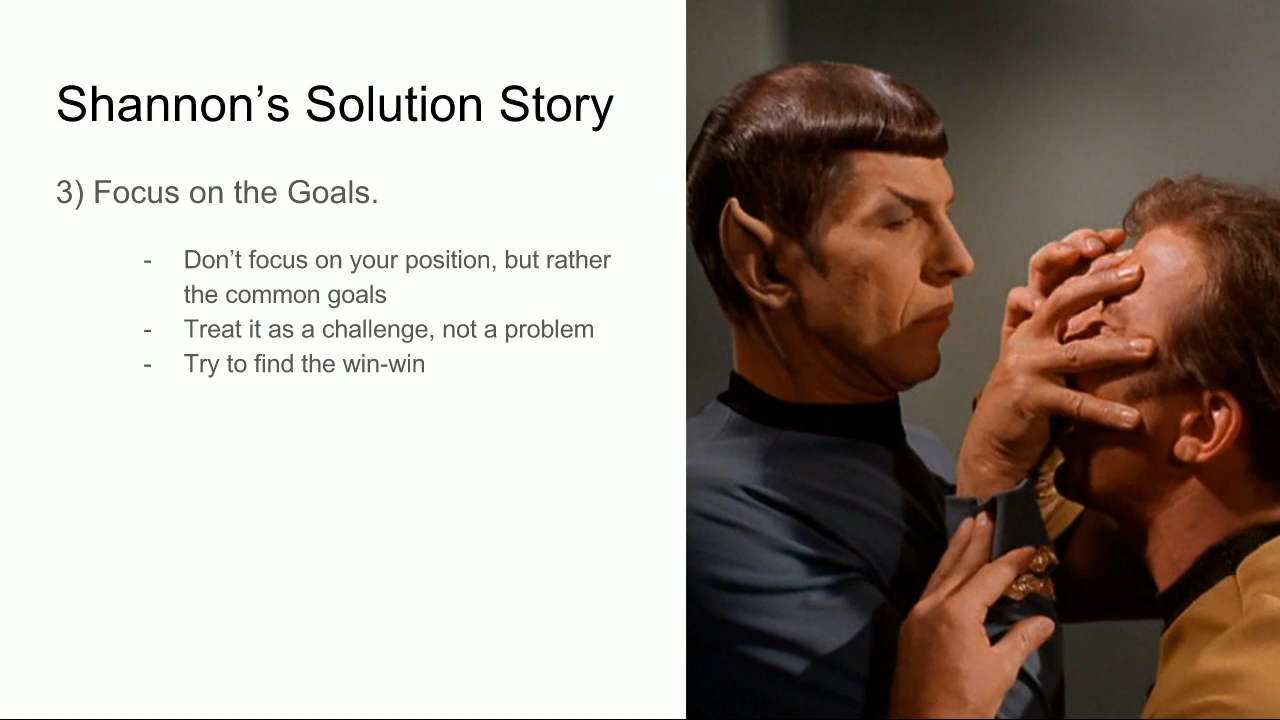 Shannon’s Solution Story
3) Focus on the Goals.
- Don’t focus on your position, but rather
the common goals
- Treat it as a challenge, not a problem
- Try to find the win-win